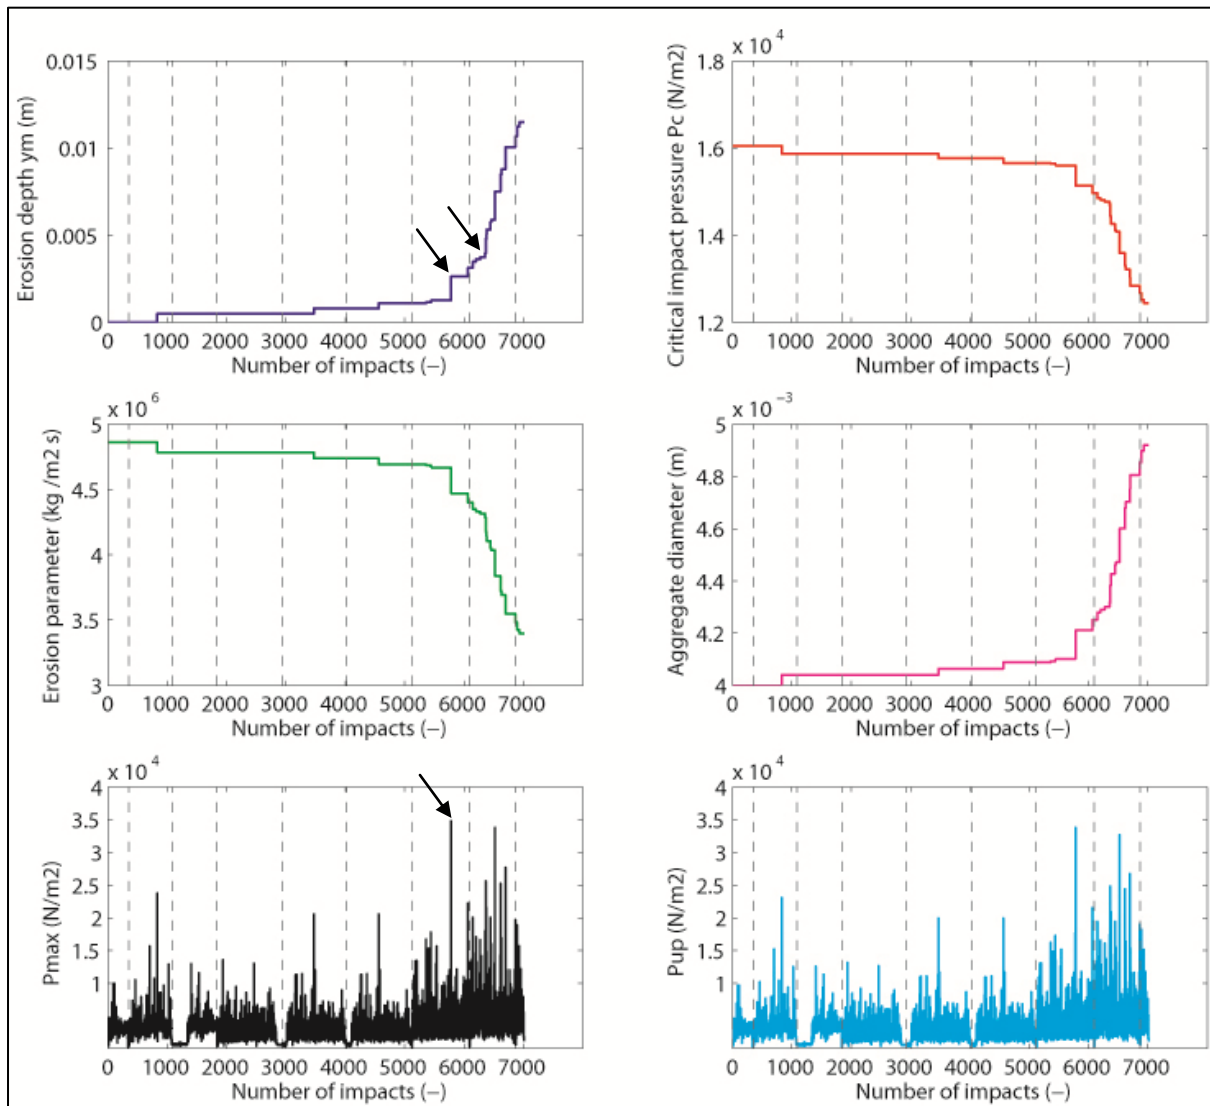 0.015
0.01
0.005
0
Erosion depth ym (m)
0 1000 2000 3000 4000 5000 6000 7000
Number of impacts (−)
x 10 4
1.8
1.6
1.4
1.2
Critical impact pressure Pc (N/m2)
0 1000 2000 3000 4000 5000 6000 7000
Number of impacts (−)
x 10 6
5
4.5
4
3.5
3
Erosion parameter (kg /m2 s)
0 1000 2000 3000 4000 5000 6000 7000
Number of impacts (−)
x 10 −3
5
4.8
4.6
4.4
4.2
4
Aggregate diameter (m)
0 1000 2000 3000 4000 5000 6000 7000
Number of impacts (−)
x 10 4
4
3.5
3
2.5
2
1.5
1
Pmax (N/m2)
0 1000 2000 3000 4000 5000 6000 7000
Number of impacts (−)
x 10 4
4
3.5
3
2.5
2
1.5
1
Pup (N/m2)
0 1000 2000 3000 4000 5000 6000 7000
Number of impacts (−)